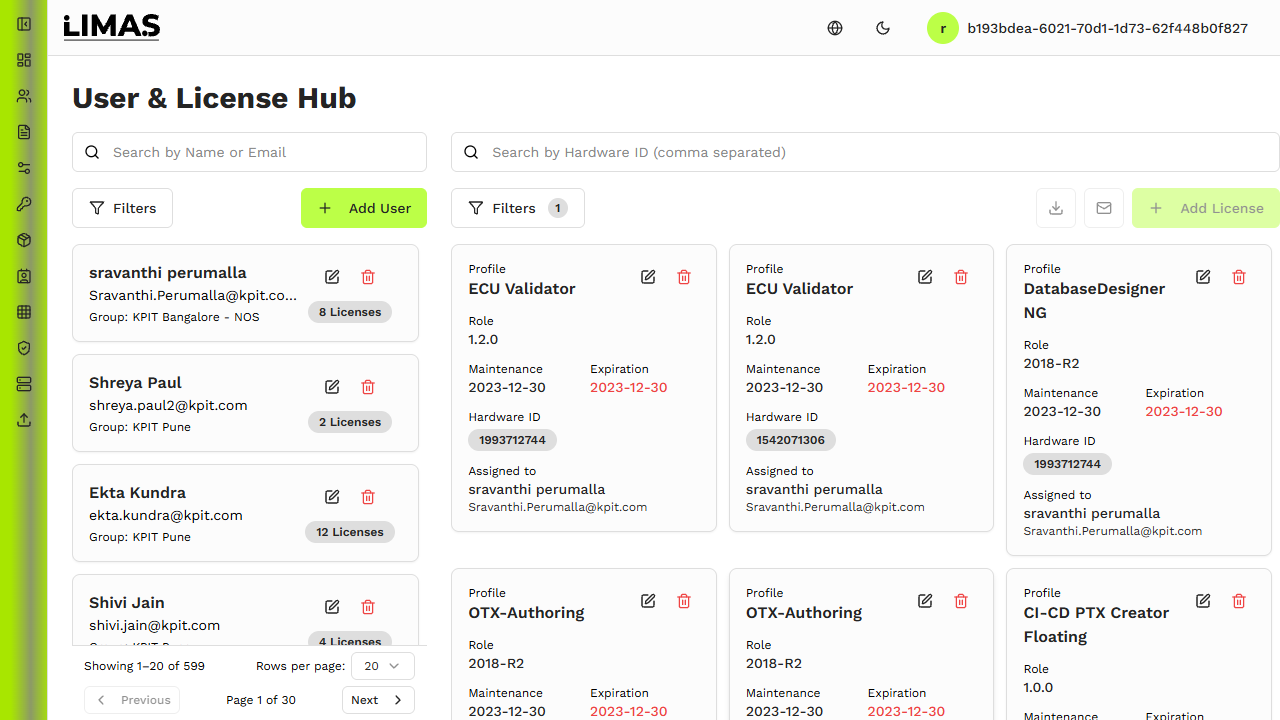 LIMAS
r
b193bdea-6021-70d1-1d73-62f448b0f827
User & License Hub
Search by Name or Email
Filters
Add User
sravanthi perumalla
Sravanthi.Perumalla@kpit.co...
Group: KPIT Bangalore - NOS
8 Licenses
Shreya Paul
shreya.paul2@kpit.com
Group: KPIT Pune
2 Licenses
Ekta Kundra
ekta.kundra@kpit.com
Group: KPIT Pune
12 Licenses
Shivi Jain
shivi.jain@kpit.com
4 Licenses
Showing 1–20 of 599
Rows per page:
20
Previous
Page 1 of 30
Next
Search by Hardware ID (comma separated)
Filters
1
Add License
Profile
ECU Validator
Role
1.2.0
Maintenance
2023-12-30
Expiration
2023-12-30
Hardware ID
1993712744
Assigned to
sravanthi perumalla
Sravanthi.Perumalla@kpit.com
Profile
ECU Validator
Role
1.2.0
Maintenance
2023-12-30
Expiration
2023-12-30
Hardware ID
1542071306
Assigned to
sravanthi perumalla
Sravanthi.Perumalla@kpit.com
Profile
DatabaseDesigner
NG
Role
2018-R2
Maintenance
2023-12-30
Expiration
2023-12-30
Hardware ID
1993712744
Assigned to
sravanthi perumalla
Sravanthi.Perumalla@kpit.com
Profile
OTX-Authoring
Role
2018-R2
Maintenance
2023-12-30
Expiration
2023-12-30
Profile
OTX-Authoring
Role
2018-R2
Maintenance
2023-12-30
Expiration
2023-12-30
Profile
CI-CD PTX Creator
Floating
Role
1.0.0
Maintenance
Expiration